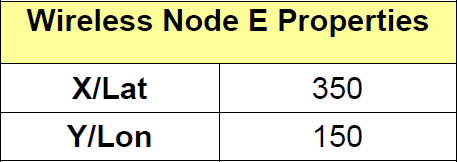 Wireless Node E Properties
X/Lat 350
Y/Lon 150